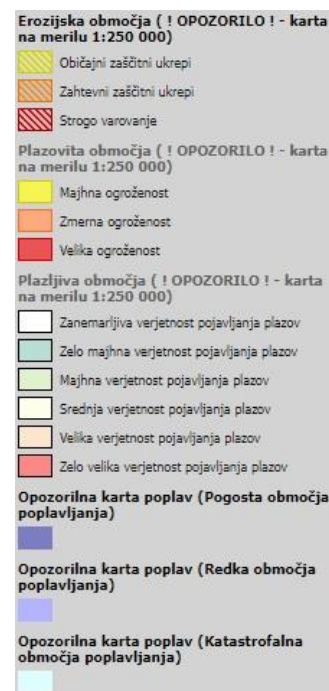 Erozijska območja ( ! OPOZORILO ! - karta
na merilu 1:250 000)
Običajni zaščitni ukrepi
Zahtevni zaščitni ukrepi
Strogo varovanje
Plazovita območja ( ! OPOZORILO ! - karta
na merilu 1:250 000)
Majhna ogroženost
Zmerna ogroženost
Velika ogroženost
Plazljiva območja ( ! OPOZORILO ! - karta
na merilu 1:250 000)
Zanemarljiva verjetnost pojavljanja plazov
Zelo majhna verjetnost pojavljanja plazov
Majhna verjetnost pojavljanja plazov
Srednja verjetnost pojavljanja plazov
Velika verjetnost pojavljanja plazov
Zelo velika verjetnost pojavljanja plazov
Opozorilna karta poplav (Pogosta območja
poplavljanja)
Opozorilna karta poplav (Redka območja
poplavljanja)
Opozorilna karta poplav (Katastrofalna
območja poplavljanja)